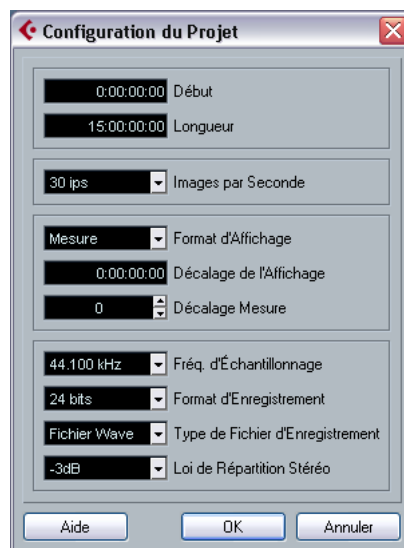 Configuration du Projet
0:00:00:00 Début
15:00:00:00 Longueur
30 ips Images par Seconde
Mesure Format d'Affichage
0:00:00:00 Décalage de l'Affichage
0 Décalage Mesure
44.100 kHz Fréq. d'Échantillonnage
24 bits Format d'Enregistrement
Fichier Wave Type de Fichier d'Enregistrement
-3dB Loi de Répartition Stéréo
Aide OK Annuler